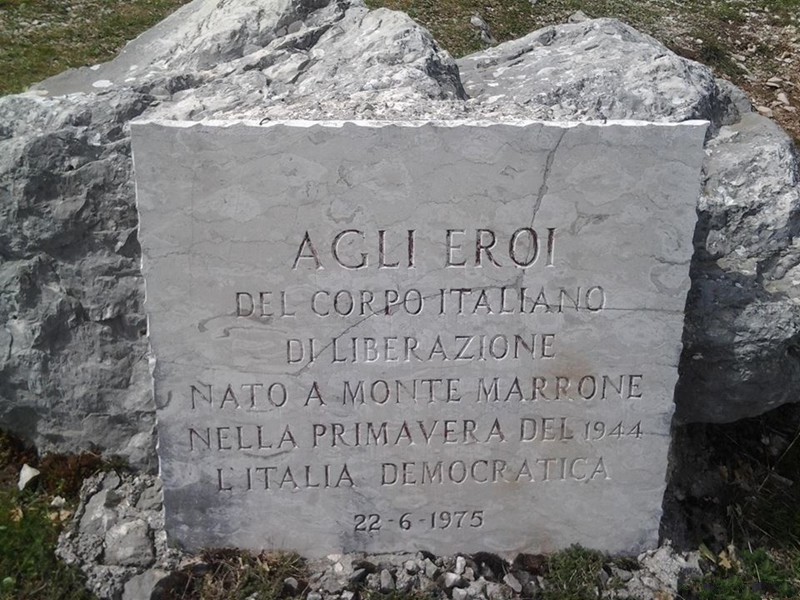 AGLI EROI
DEL CORPO ITALIANO
DI LIBERAZIONE
NATO A MONTE MARRONE
NELLA PRIMAVERA DEL 1944
L'ITALIA DEMOCRATICA
22-6-1975